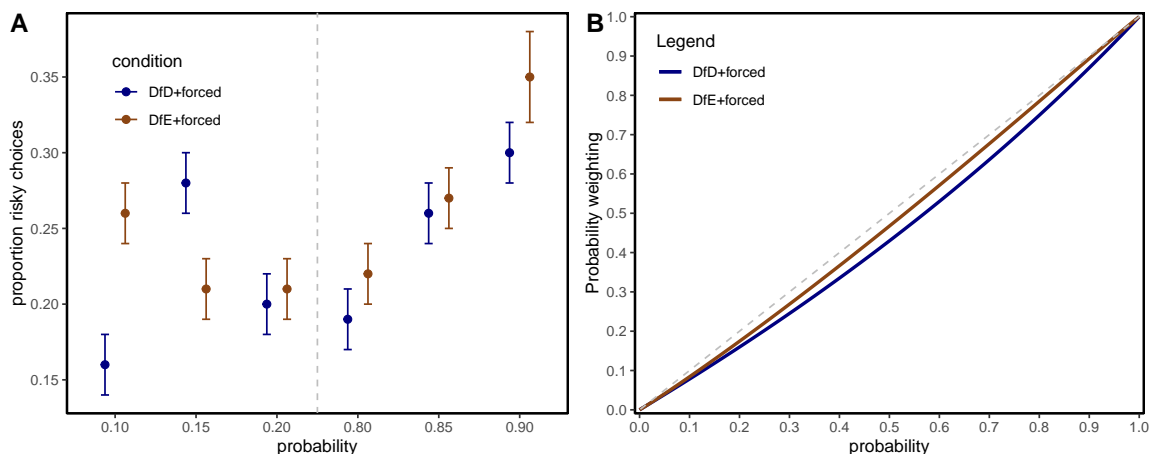 A
condition
DfD+forced
DfE+forced
proportion risky choices
0.35
0.30
0.25
0.20
0.15
0.10 0.15 0.20 0.80 0.85 0.90
probability
B
Legend
DfD+forced
DfE+forced
Probability weighting
1.0
0.9
0.8
0.7
0.6
0.5
0.4
0.3
0.2
0.1
0.0
0.0 0.1 0.2 0.3 0.4 0.5 0.6 0.7 0.8 0.9 1.0
probability